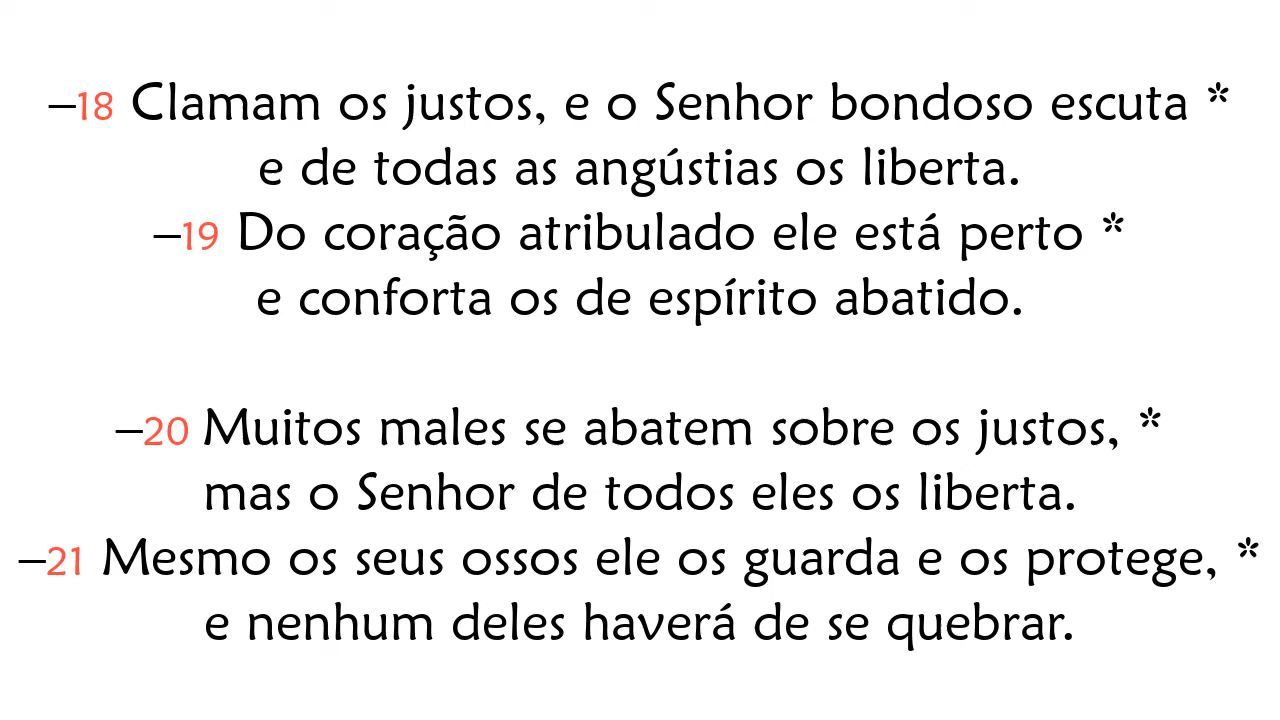 –18 Clamam os justos, e o Senhor bondoso escuta *
e de todas as angústias os liberta.
–19 Do coração atribulado ele está perto *
e conforta os de espírito abatido.
–20 Muitos males se abatem sobre os justos, *
mas o Senhor de todos eles os liberta.
–21 Mesmo os seus ossos ele os guarda e os protege, *
e nenhum deles haverá de se quebrar.